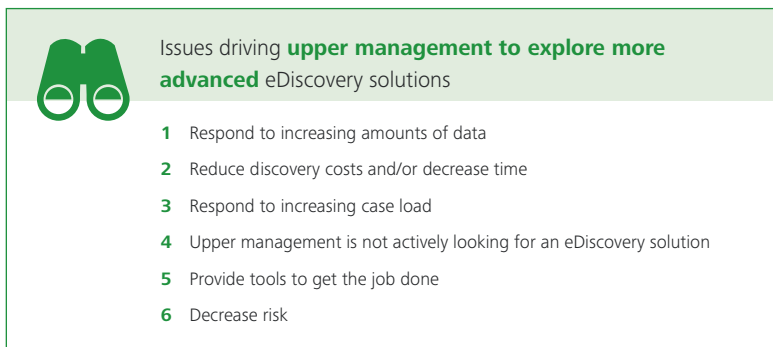 Issues driving upper management to explore more
advanced eDiscovery solutions
1 Respond to increasing amounts of data
2 Reduce discovery costs and/or decrease time
3 Respond to increasing case load
4 Upper management is not actively looking for an eDiscovery solution
5 Provide tools to get the job done
6 Decrease risk